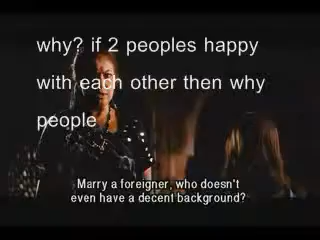 why? if 2 peoples happy
with each other then why
people
Marry a foreigner, who doesn't
even have a decent background?